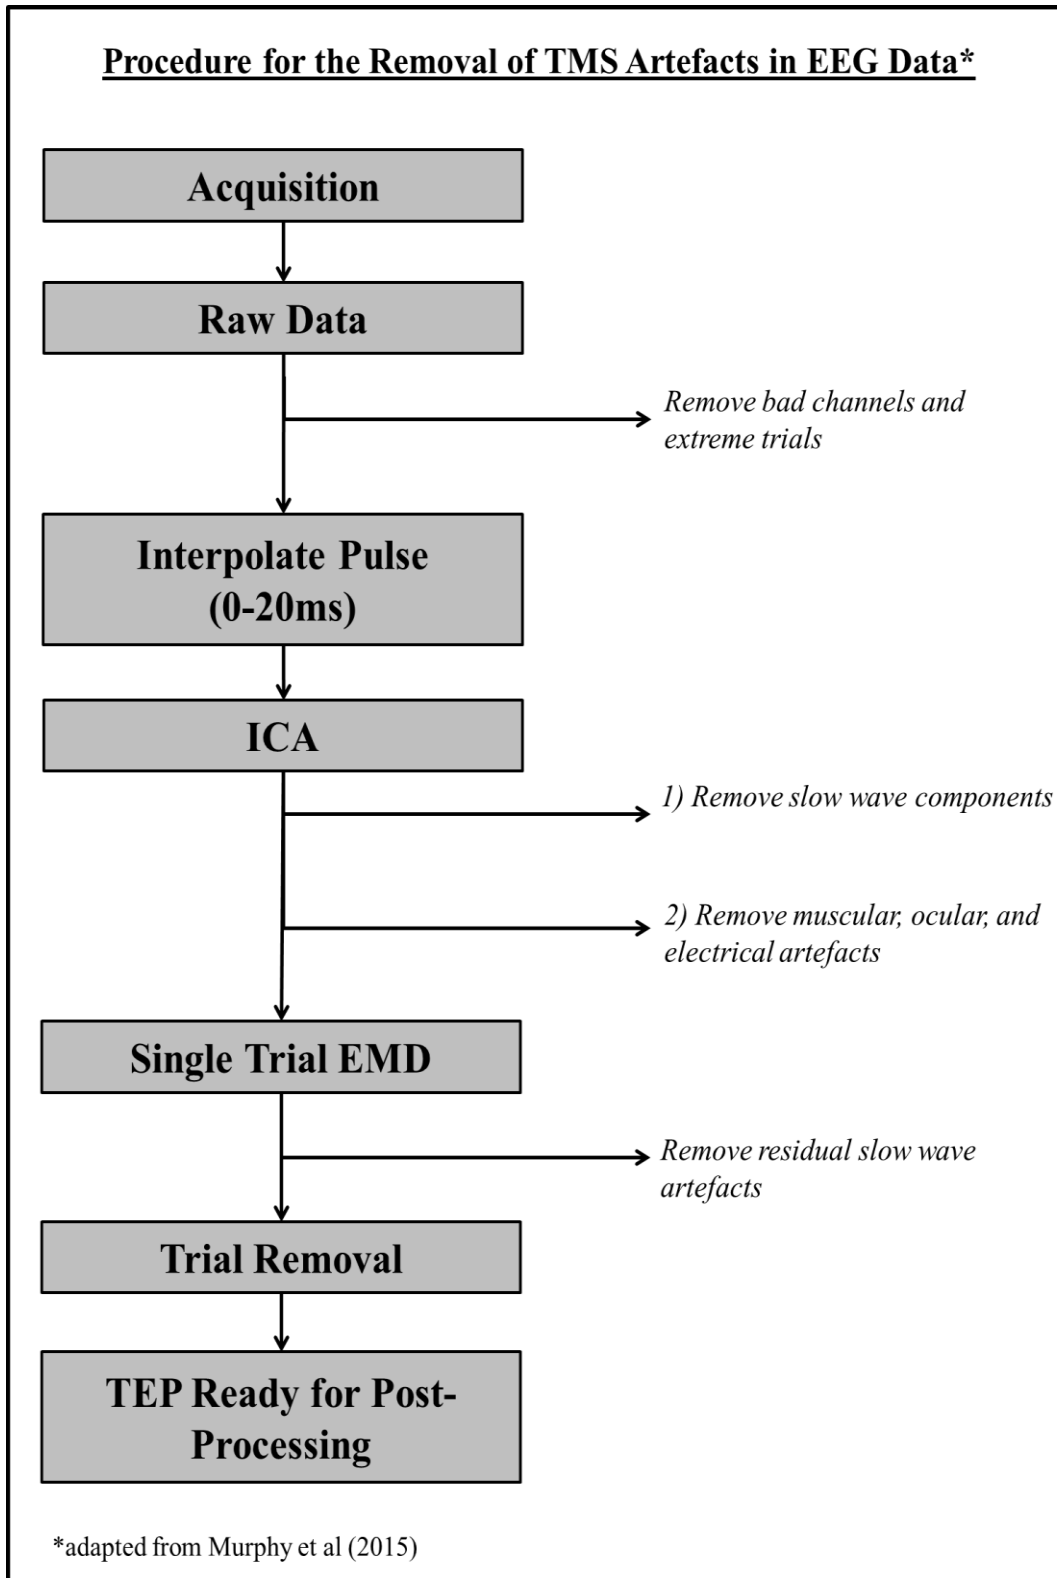 Procedure for the Removal of TMS Artefacts in EEG Data*
Acquisition
Raw Data
Remove bad channels and
extreme trials
Interpolate Pulse
(0-20ms)
ICA
1) Remove slow wave components
2) Remove muscular, ocular, and
electrical artefacts
Single Trial EMD
Remove residual slow wave
artefacts
Trial Removal
TEP Ready for Post-
Processing
*adapted from Murphy et al (2015)